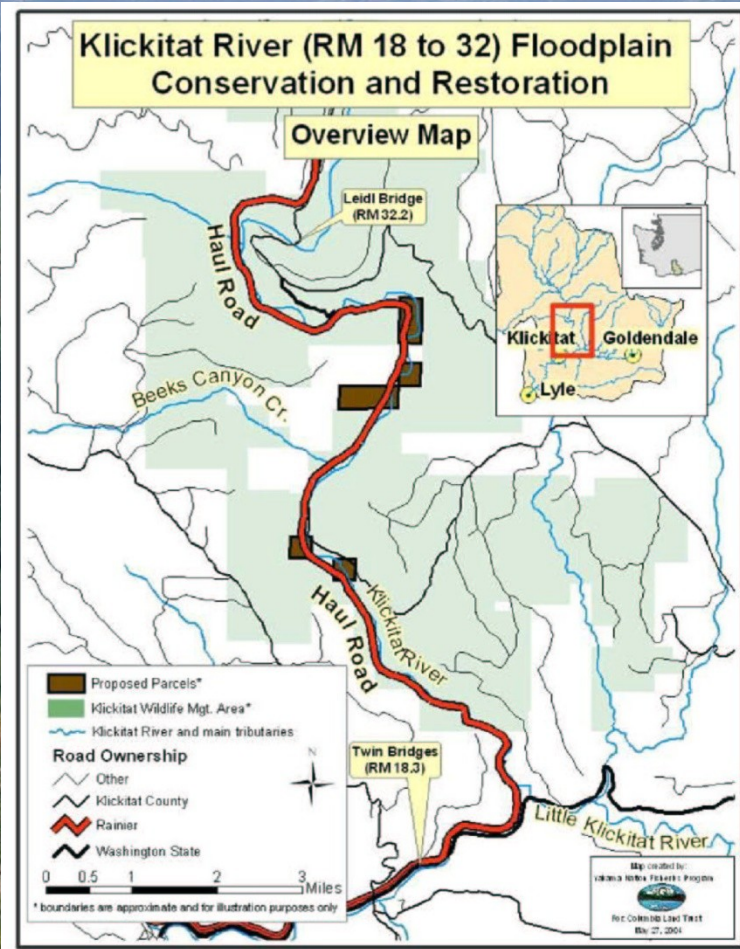 Klickitat River (RM 18 to 32) Floodplain
Conservation and Restoration
Overview Map
Leidl Bridge
(RM 32.2)
Haul Road
Klickitat
Goldendale
Lyle
Beeks Canyon Cr.
Haul Road
Klickitat River
Proposed Parcels*
Klickitat Wildlife Mgt. Area*
Klickitat River and main tributaries
Road Ownership
Other
Klickitat County
Rainier
Washington State
N
0 0.5 1 2 3
Miles
* boundaries are approximate and for illustration purposes only
Twin Bridges
(RM 18.3)
Little Klickitat River
Map created by:
Yakama Nation Fisheries Program
For: Columbia Land Trust
May 27, 2004